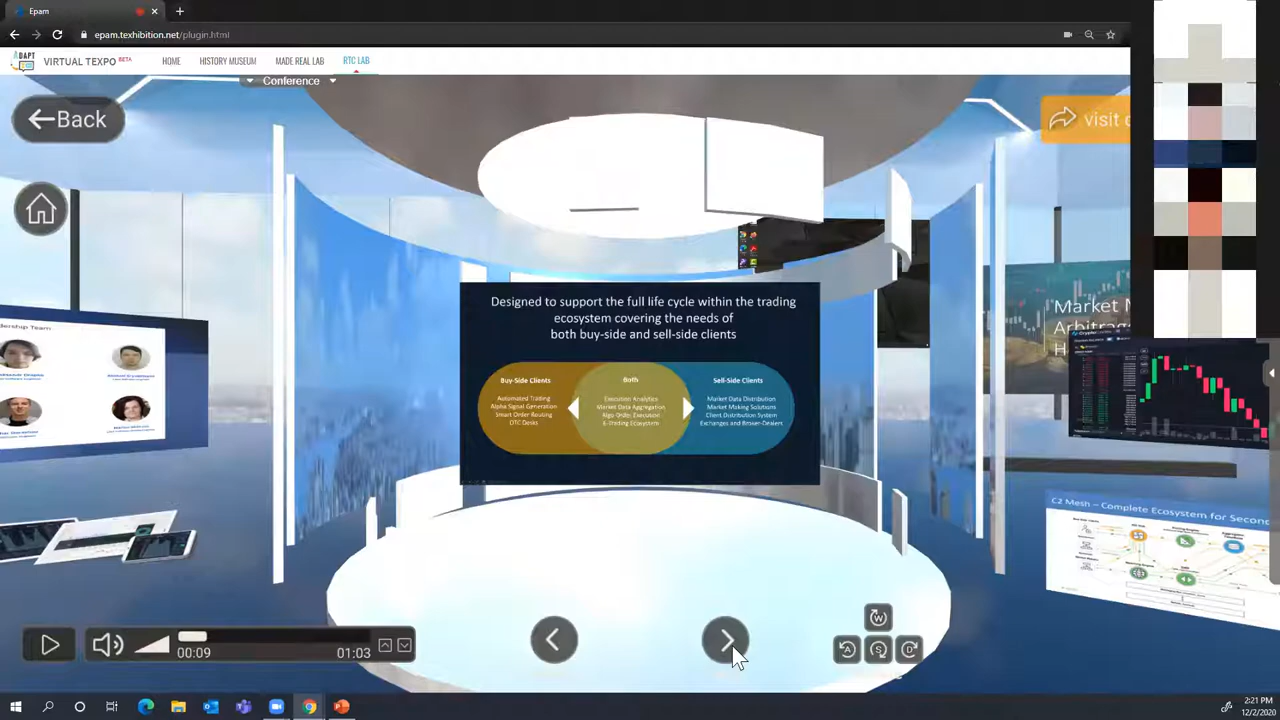 Epam
epam.texhibition.net/plugin.html
ADAPT
VIRTUAL TEXPO BETA
HOME
HISTORY MUSEUM
MADE REAL LAB
RTC LAB
Conference
Back
visit
Designed to support the full life cycle within the trading
ecosystem covering the needs of
both buy-side and sell-side clients
Buy-Side Clients
Automated Trading
Alpha Signal Generation
Smart Order Routing
OTC Desks
Both
Execution Analytics
Market Data Aggregation
Algo Order Execution
E-Trading Ecosystem
Sell-Side Clients
Market Data Distribution
Market Making Solutions
Client Distribution System
Exchanges and Broker-Dealers
Team
Market
C2 Mesh – Complete Ecosystem for
00:09
01:03
W
A
S
D
2:21 PM
12/2/2020